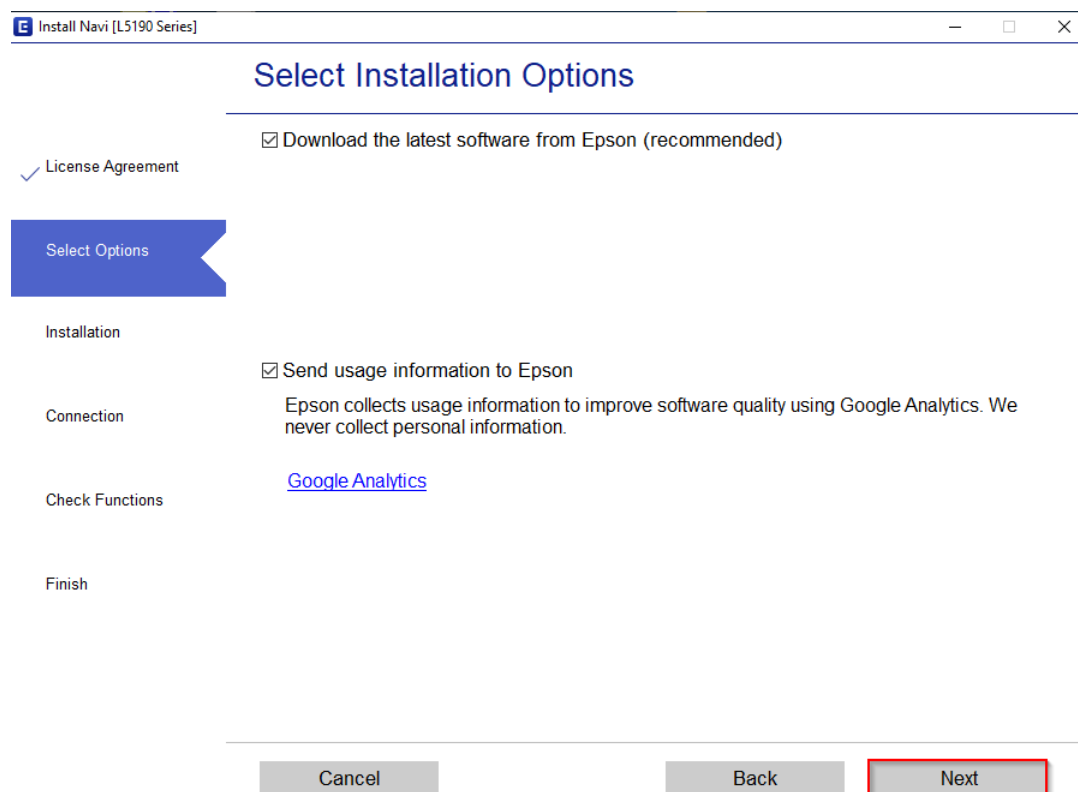 Install Navi [L5190 Series]
Select Installation Options
Download the latest software from Epson (recommended)
License Agreement
Select Options
Installation
Send usage information to Epson
Epson collects usage information to improve software quality using Google Analytics. We
never collect personal information.
Connection
Google Analytics
Check Functions
Finish
Cancel
Back
Next